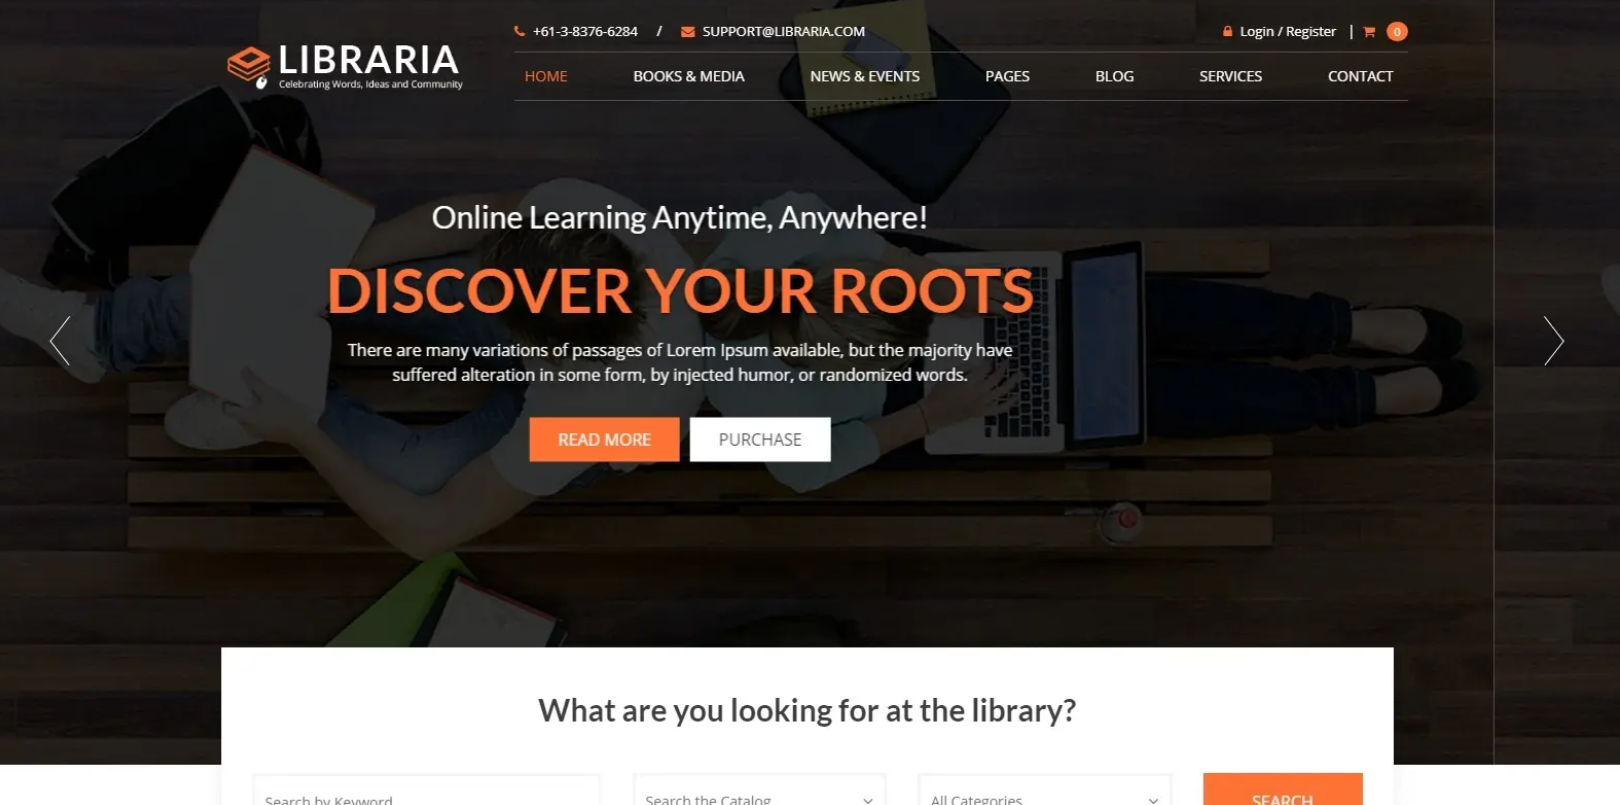 +61-3-8376-6284 / SUPPORT@LIBRARIA.COM
Login / Register | 0
LIBRARIA
Celebrating Words, Ideas and Community
HOME BOOKS & MEDIA NEWS & EVENTS PAGES BLOG SERVICES CONTACT
Online Learning Anytime, Anywhere!
DISCOVER YOUR ROOTS
There are many variations of passages of Lorem Ipsum available, but the majority have
suffered alteration in some form, by injected humor, or randomized words.
READ MORE PURCHASE
What are you looking for at the library?
Search by Keyword Search the Catalog All Categories SEARCH